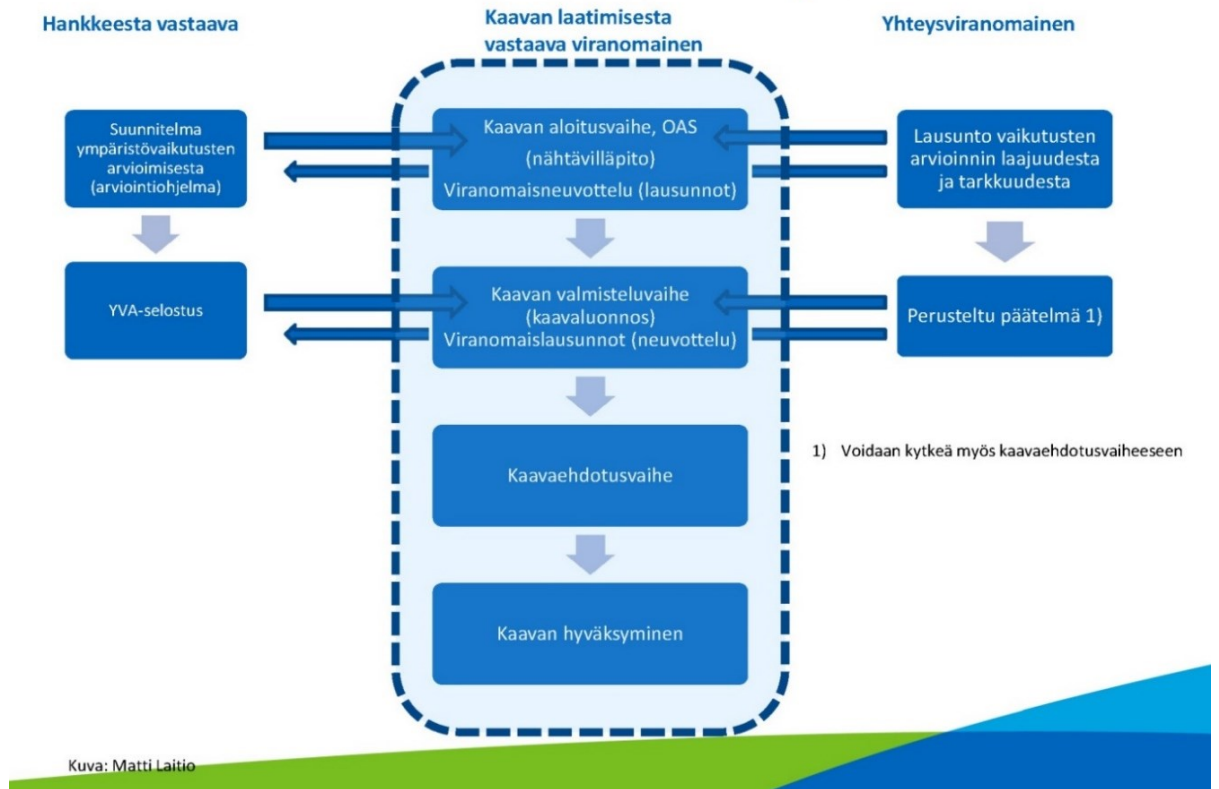 Hankkeesta vastaava
Kaavan laatimisesta
vastaava viranomainen
Yhteysviranomainen
Suunnitelma
ympäristövaikutusten
arvioimisesta
(arviointiohjelma)
Kaavan aloitusvaihe, OAS
(nähtävilläpito)
Viranomaisneuvottelu (lausunnot)
Lausunto vaikutusten
arvioinnin laajuudesta
ja tarkkuudesta
YVA-selostus
Kaavan valmisteluvaihe
(kaavaluonnos)
Viranomaislausunnot (neuvottelu)
Perusteltu päätelmä 1)
1) Voidaan kytkeä myös kaavaehdotusvaiheeseen
Kaavaehdotusvaihe
Kaavan hyväksyminen
Kuva: Matti Laitio